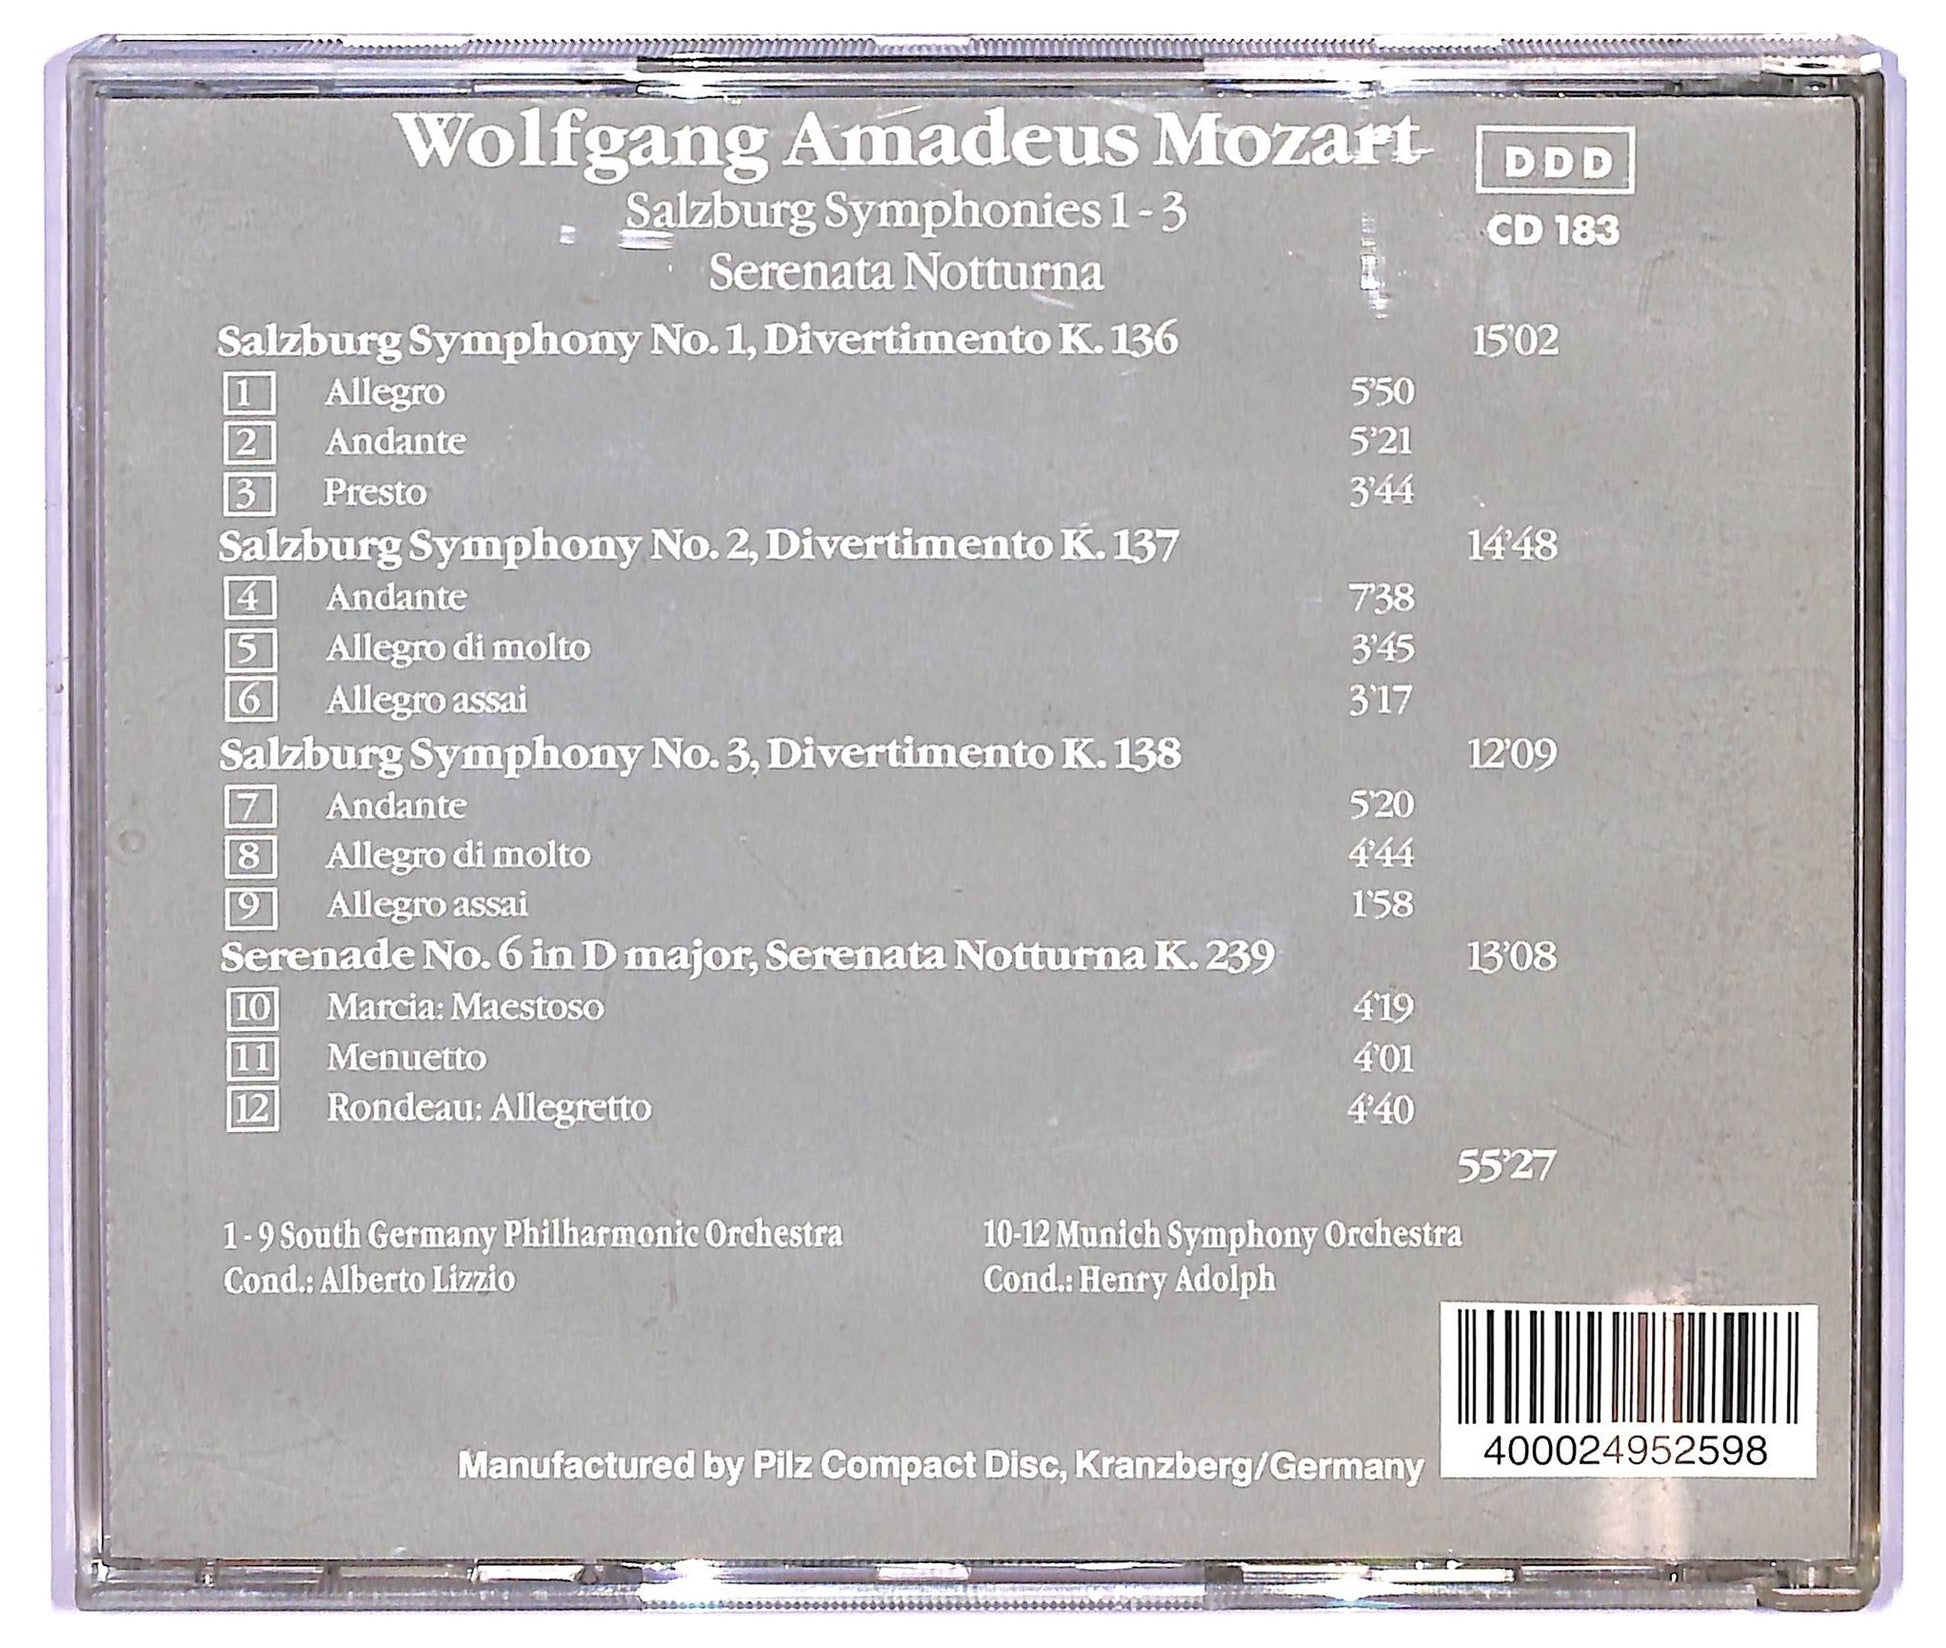 Wolfgang Amadeus Mozart
DDD
Salzburg Symphonies 1 - 3
CD 183
Serenata Notturna
Salzburg Symphony No. 1, Divertimento K. 136 15'02
1 Allegro 5'50
2 Andante 5'21
3 Presto 3'44
Salzburg Symphony No. 2, Divertimento K. 137 14'48
4 Andante 7'38
5 Allegro di molto 3'45
6 Allegro assai 3'17
Salzburg Symphony No. 3, Divertimento K. 138 12'09
7 Andante 5'20
8 Allegro di molto 4'44
9 Allegro assai 1'58
Serenade No. 6 in D major, Serenata Notturna K. 239 13'08
10 Marcia: Maestoso 4'19
11 Menuetto 4'01
12 Rondeau: Allegretto 4'40
55'27
1 - 9 South Germany Philharmonic Orchestra
Cond.: Alberto Lizzio
10-12 Munich Symphony Orchestra
Cond.: Henry Adolph
Manufactured by Pilz Compact Disc, Kranzberg/Germany
400024952598